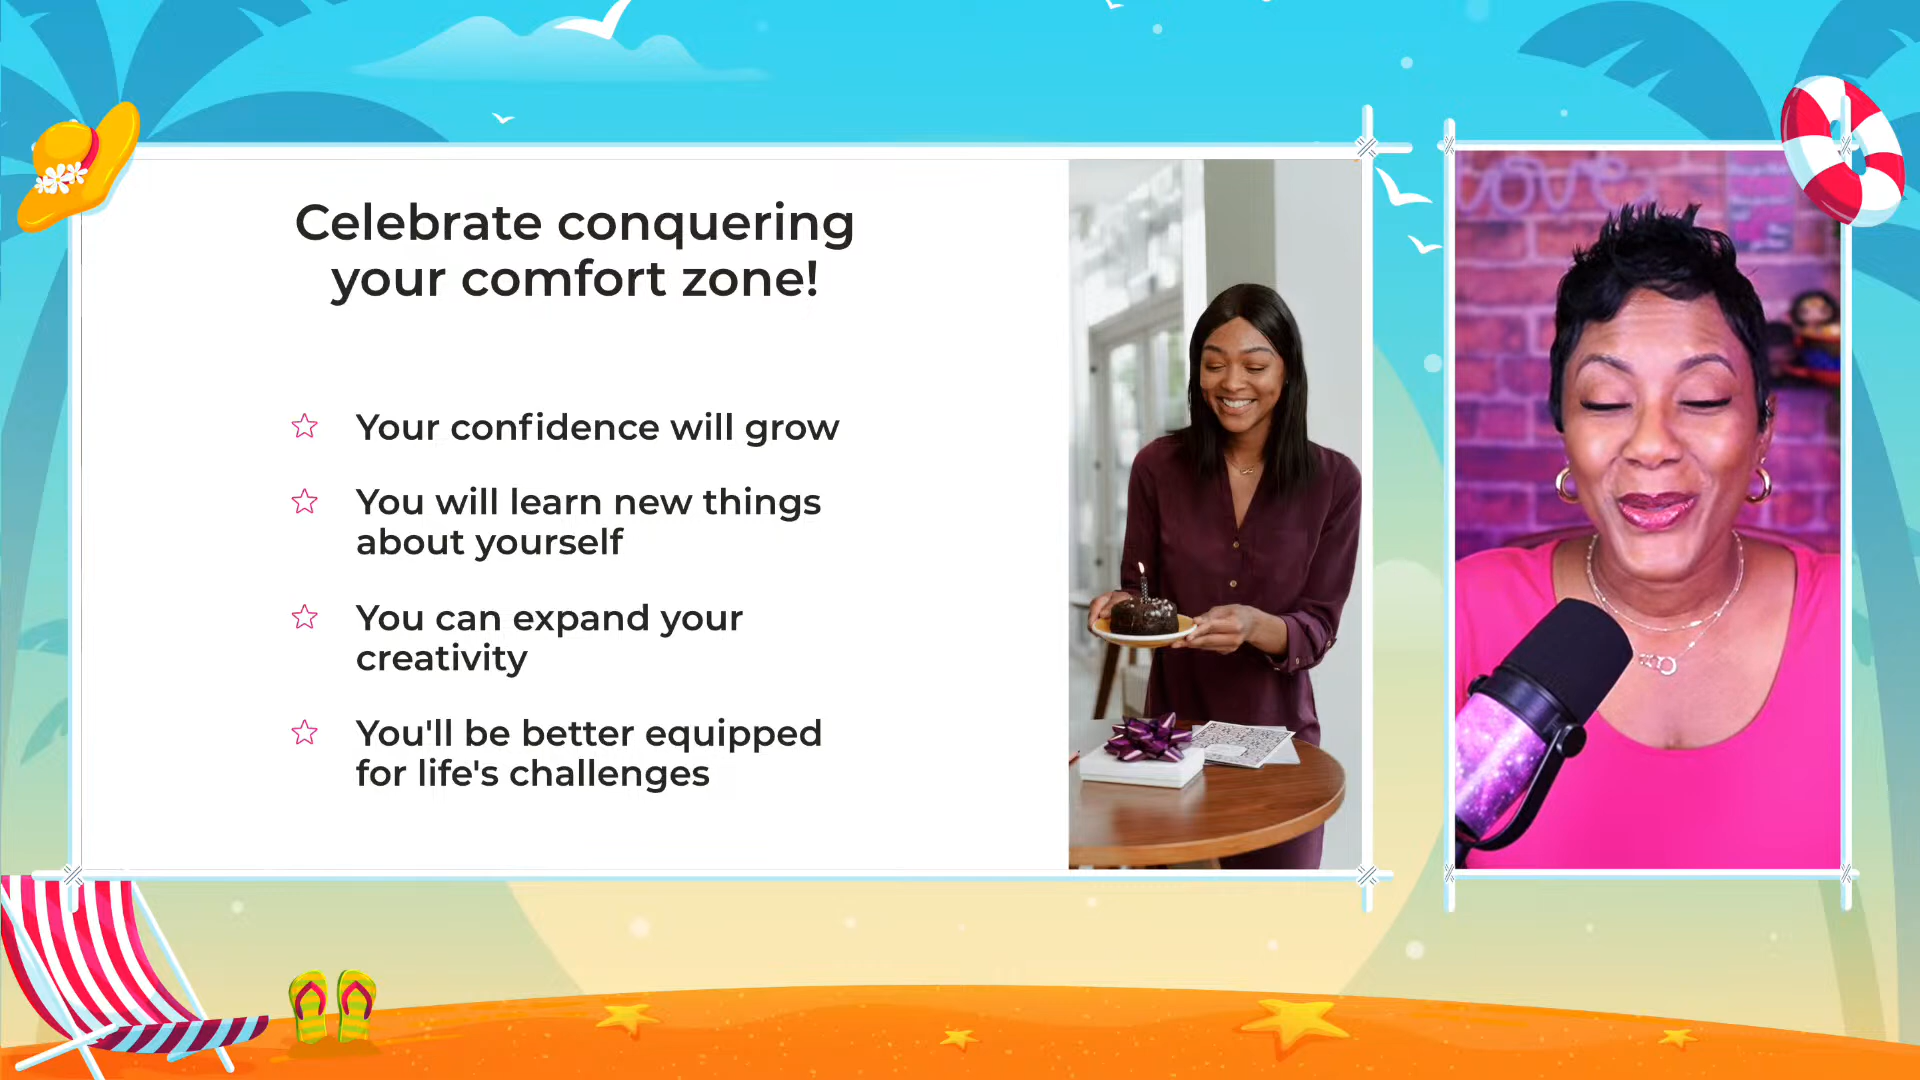 Celebrate conquering
your comfort zone!
Your confidence will grow
You will learn new things
about yourself
You can expand your
creativity
You'll be better equipped
for life's challenges
love